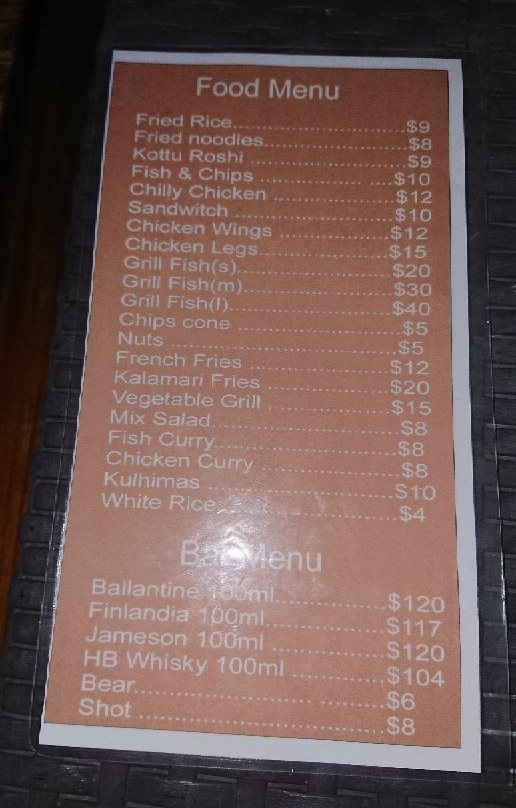 Food Menu
Fried Rice..............................$9
Fried noodles.........................$8
Kottu Roshi ............................$9
Fish & Chips ..........................$10
Chilly Chicken ........................$12
Sandwitch ..............................$10
Chicken Wings .......................$12
Chicken Legs..........................$15
Grill Fish(s)..............................$20
Grill Fish(m).............................$30
Grill Fish(l)...............................$40
Chips cone .............................$5
Nuts ........................................$5
French Fries ...........................$12
Kalamari Fries ........................$20
Vegetable Grill ........................$15
Mix Salad.................................$8
Fish Curry................................$8
Chicken Curry .........................$8
Kulhimas .................................$10
White Rice...............................$4
Bar Menu
Ballantine 100ml......................$120
Finlandia 100ml.......................$117
Jameson 100ml ......................$120
HB Whisky 100ml ...................$104
Bear........................................$6
Shot .......................................$8